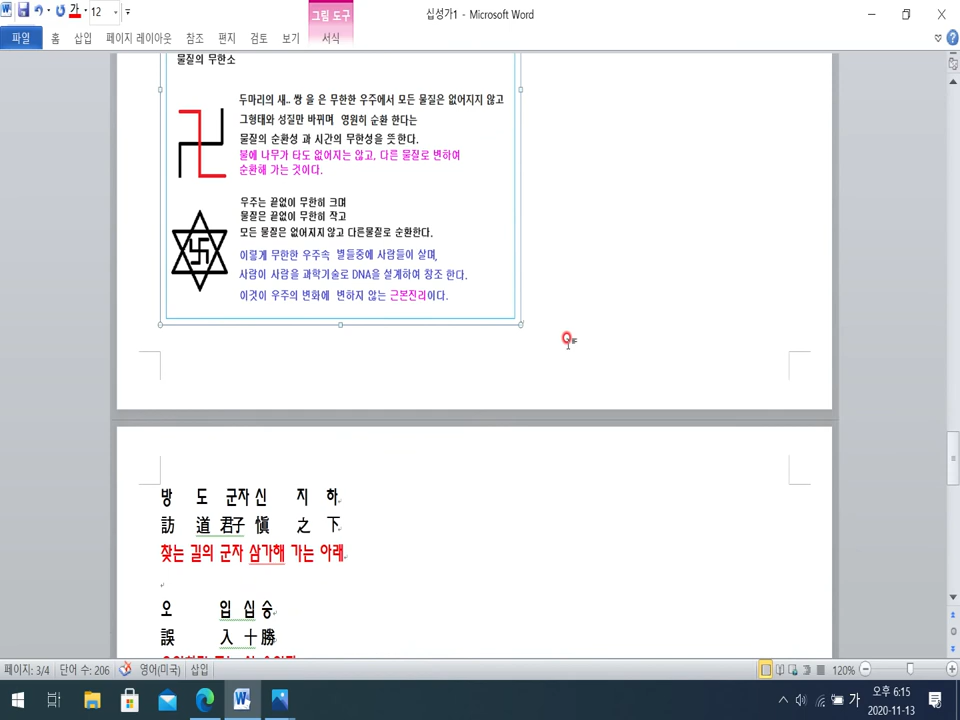 가
12
그림 도구
십성가1 - Microsoft Word
파일
홈
삽입
페이지 레이아웃
참조
편지
검토
보기
서식
물질의 무한소
두마리의 새.. 쌍 을 은 무한한 우주에서 모든 물질은 없어지지 않고
그형태와 성질만 바뀌며 영원히 순환 한다는
물질의 순환성 과 시간의 무한성을 뜻한다.
불에 나무가 타도 없어지는 않고, 다른 물질로 변하여
순환해 가는 것이다.
우주는 끝없이 무한히 크며
물질은 끝없이 무한히 작고
모든 물질은 없어지지 않고 다른물질로 순환한다.
이렇게 무한한 우주속 별들중에 사람들이 살며,
사람이 사람을 과학기술로 DNA을 설계하여 창조 한다.
이것이 우주의 변화에 변하지 않는 근본진리이다.
방 도 군자 신 지 하
訪 道 君子 愼 之 下
찾는 길의 군자 삼가해 가는 아래
오 입 십 승
誤 入 十 勝
페이지: 3/4
단어 수: 206
영어(미국)
삽입
120%
가
오후 6:15
2020-11-13